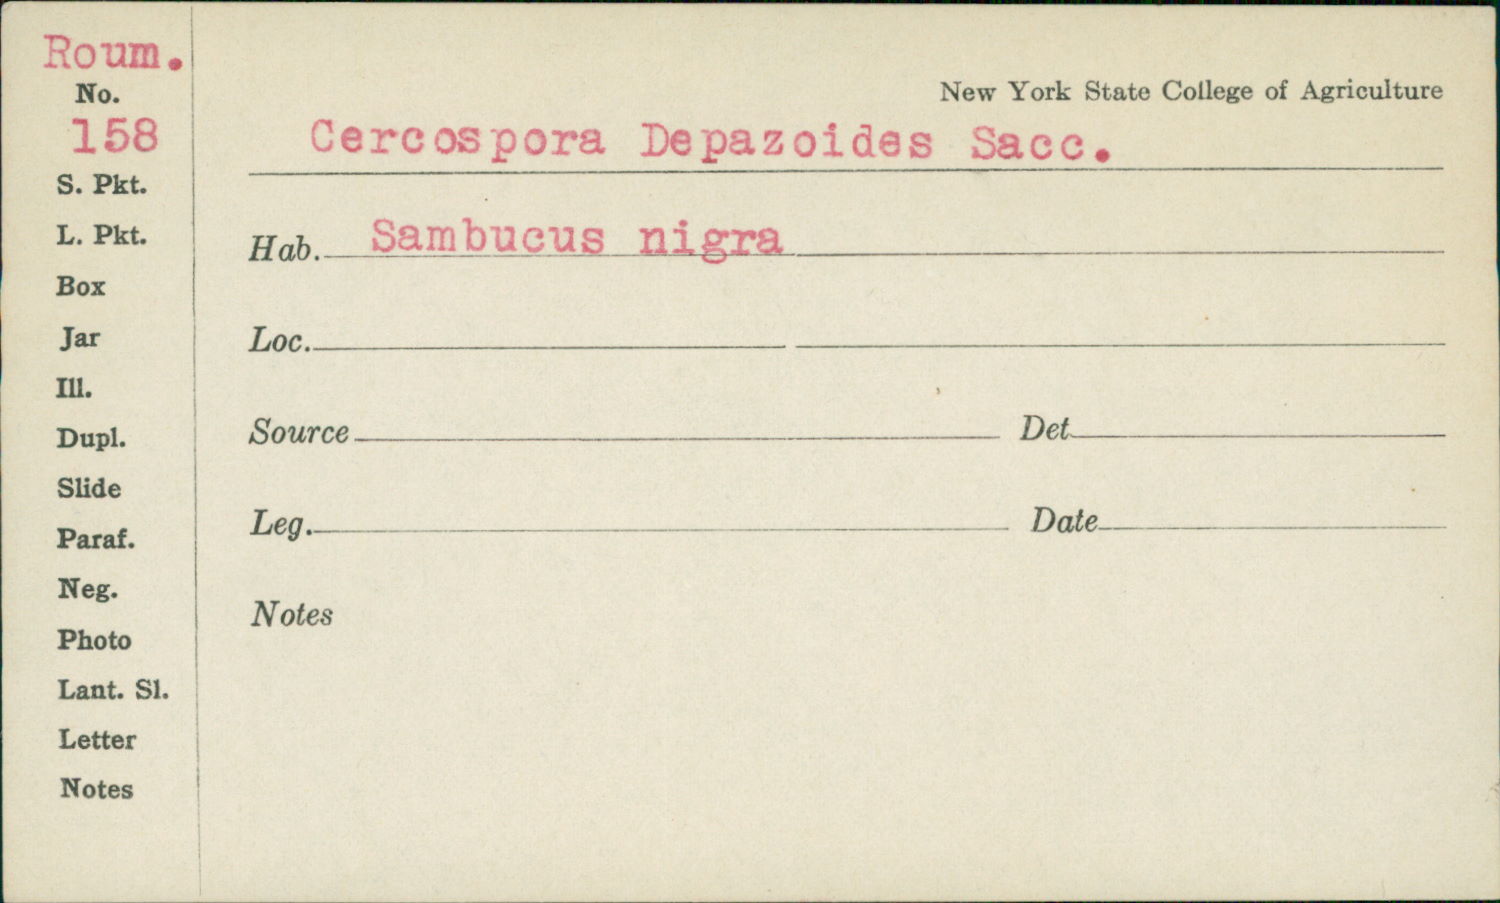 Roum.
No.
158
S. Pkt.
L. Pkt.
Box
Jar
Ill.
Dupl.
Slide
Paraf.
Neg.
Photo
Lant. Sl.
Letter
Notes
New York State College of Agriculture
Cercospora Depazoides Sacc.
Hab. Sambucus nigra
Loc.
Source Det.
Leg. Date
Notes